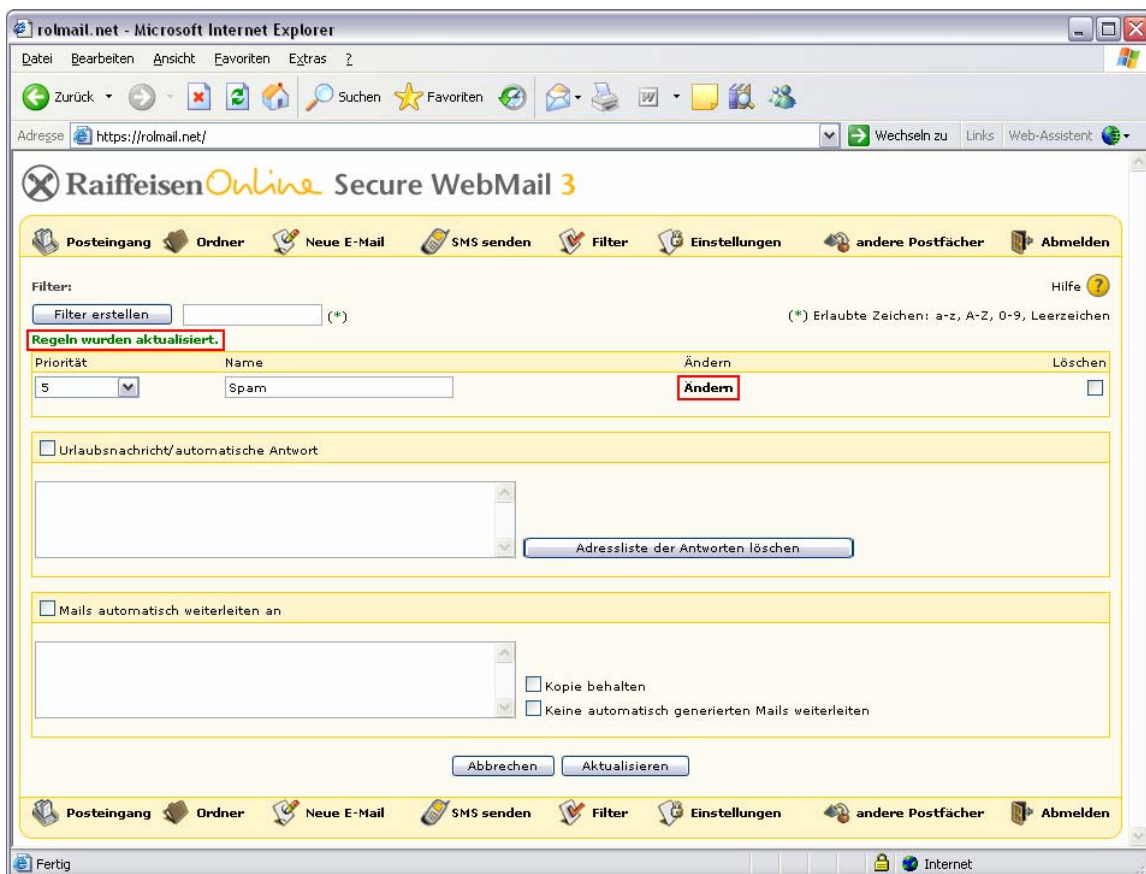 rolmail.net - Microsoft Internet Explorer
Datei Bearbeiten Ansicht Favoriten Extras ?
Zurück Suchen Favoriten
Adresse https://rolmail.net/ Wechseln zu Links Web-Assistent
Raiffeisen OnLine Secure WebMail 3
Posteingang Ordner Neue E-Mail SMS senden Filter Einstellungen andere Postfächer Abmelden
Filter: Hilfe ?
Filter erstellen (*) (*) Erlaubte Zeichen: a-z, A-Z, 0-9, Leerzeichen
Regeln wurden aktualisiert.
Priorität Name Ändern Löschen
5 Spam Ändern
Urlaubsnachricht/automatische Antwort
Adressliste der Antworten löschen
Mails automatisch weiterleiten an
Kopie behalten
Keine automatisch generierten Mails weiterleiten
Abbrechen Aktualisieren
Posteingang Ordner Neue E-Mail SMS senden Filter Einstellungen andere Postfächer Abmelden
Fertig Internet